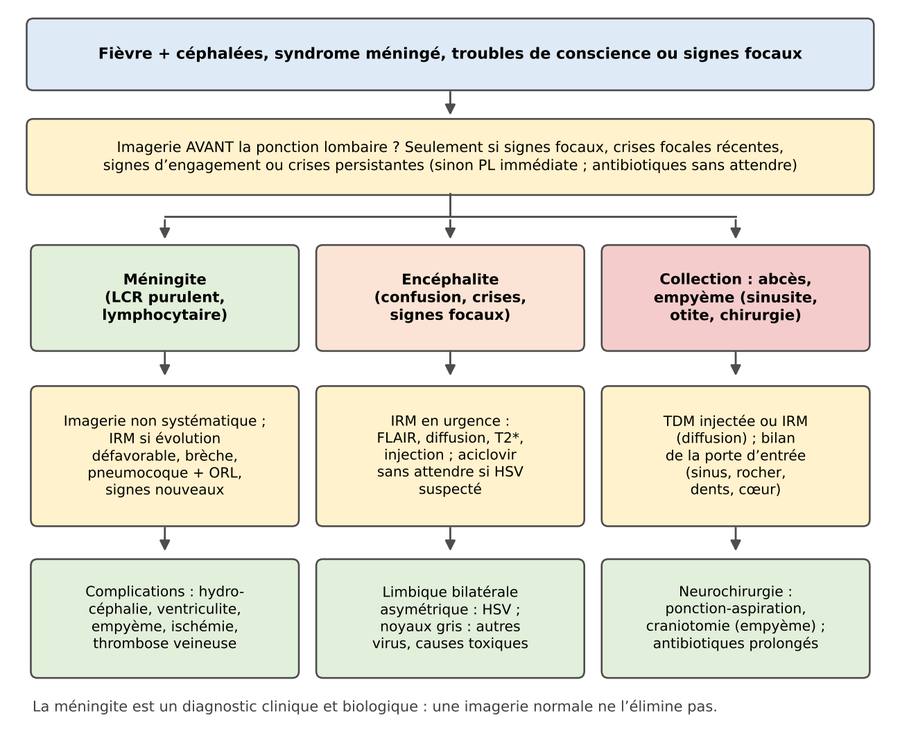 Fièvre + céphalées, syndrome méningé, troubles de conscience ou signes focaux
Imagerie AVANT la ponction lombaire ? Seulement si signes focaux, crises focales récentes,
signes d’engagement ou crises persistantes (sinon PL immédiate ; antibiotiques sans attendre)
Méningite
(LCR purulent,
lymphocytaire)
Encéphalite
(confusion, crises,
signes focaux)
Collection : abcès,
empyème (sinusite,
otite, chirurgie)
Imagerie non systématique ;
IRM si évolution
défavorable, brèche,
pneumocoque + ORL,
signes nouveaux
IRM en urgence :
FLAIR, diffusion, T2*,
injection ; aciclovir
sans attendre si HSV
suspecté
TDM injectée ou IRM
(diffusion) ; bilan
de la porte d’entrée
(sinus, rocher,
dents, cœur)
Complications : hydro-
céphalie, ventriculite,
empyème, ischémie,
thrombose veineuse
Limbique bilatérale
asymétrique : HSV ;
noyaux gris : autres
virus, causes toxiques
Neurochirurgie :
ponction-aspiration,
craniotomie (empyème) ;
antibiotiques prolongés
La méningite est un diagnostic clinique et biologique : une imagerie normale ne l’élimine pas.